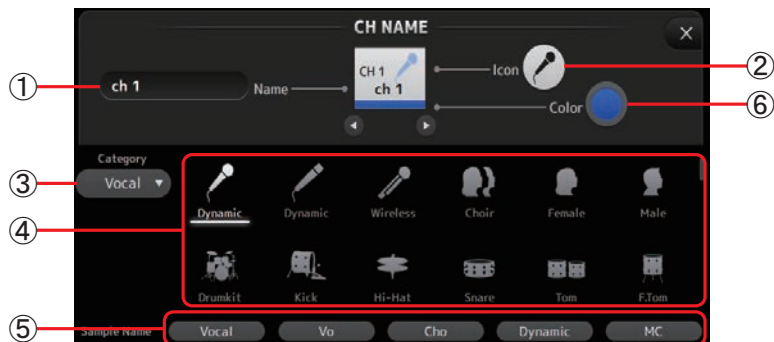 CH NAME
X
① ch 1 Name CH 1 ch 1 Icon ②
Color ⑥
Category
③ Vocal
④ Dynamic Dynamic Wireless Choir Female Male
Drumkit Kick Hi-Hat Snare Tom F.Tom
⑤ Sample Name Vocal Vo Cho Dynamic MC